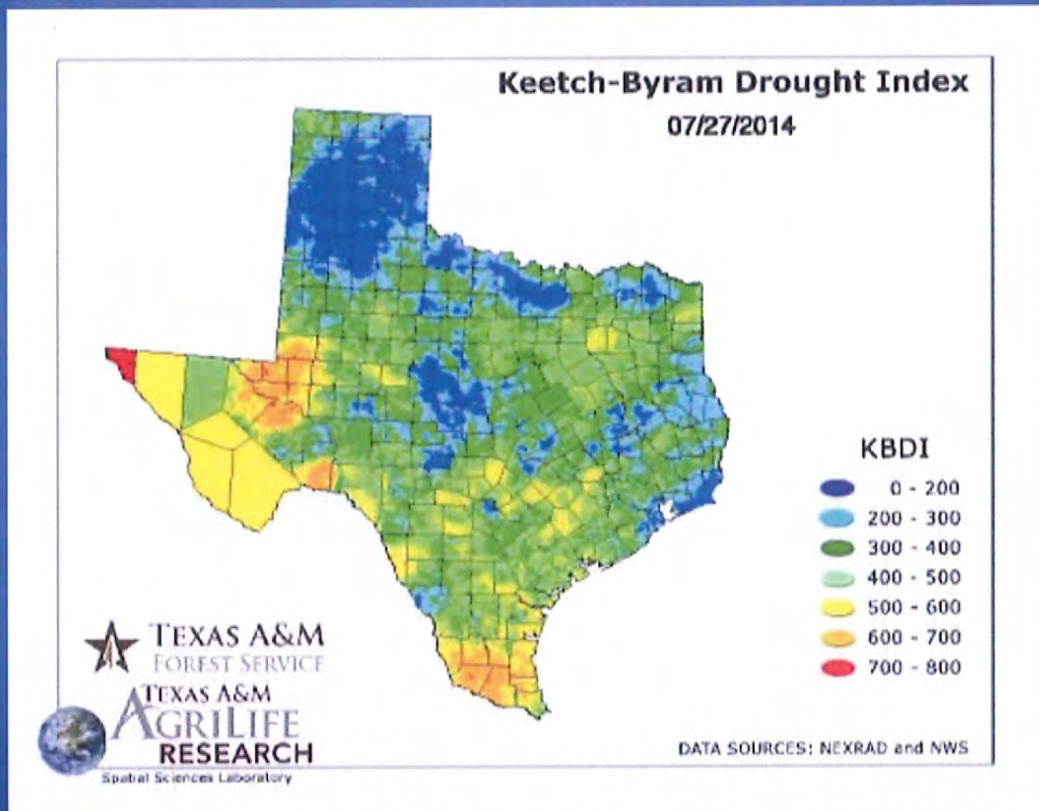 Keetch-Byram Drought Index
07/27/2014
KBDI
0 - 200
200 - 300
300 - 400
400 - 500
500 - 600
600 - 700
700 - 800
TEXAS A&M
FOREST SERVICE
TEXAS A&M
AGRILIFE
RESEARCH
Spatial Sciences Laboratory
DATA SOURCES: NEXRAD and NWS